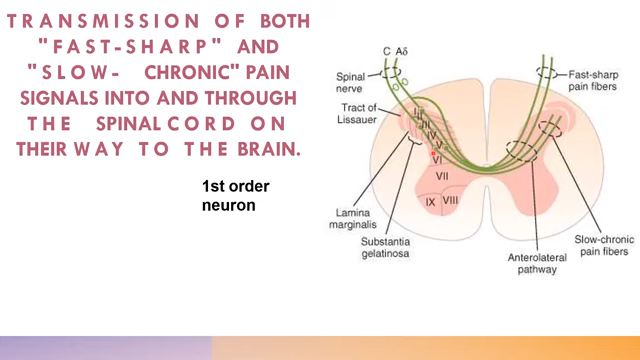 TRANSMISSION OF BOTH
"FAST-SHARP" AND
"SLOW- CHRONIC" PAIN
SIGNALS INTO AND THROUGH
THE SPINAL CORD ON
THEIR WAY TO THE BRAIN.
1st order
neuron
C Aδ
Spinal
nerve
Tract of
Lissauer
Fast-sharp
pain fibers
I
II
III
IV
V
VI
VII
VIII
IX
Lamina
marginalis
Substantia
gelatinosa
Anterolateral
pathway
Slow-chronic
pain fibers